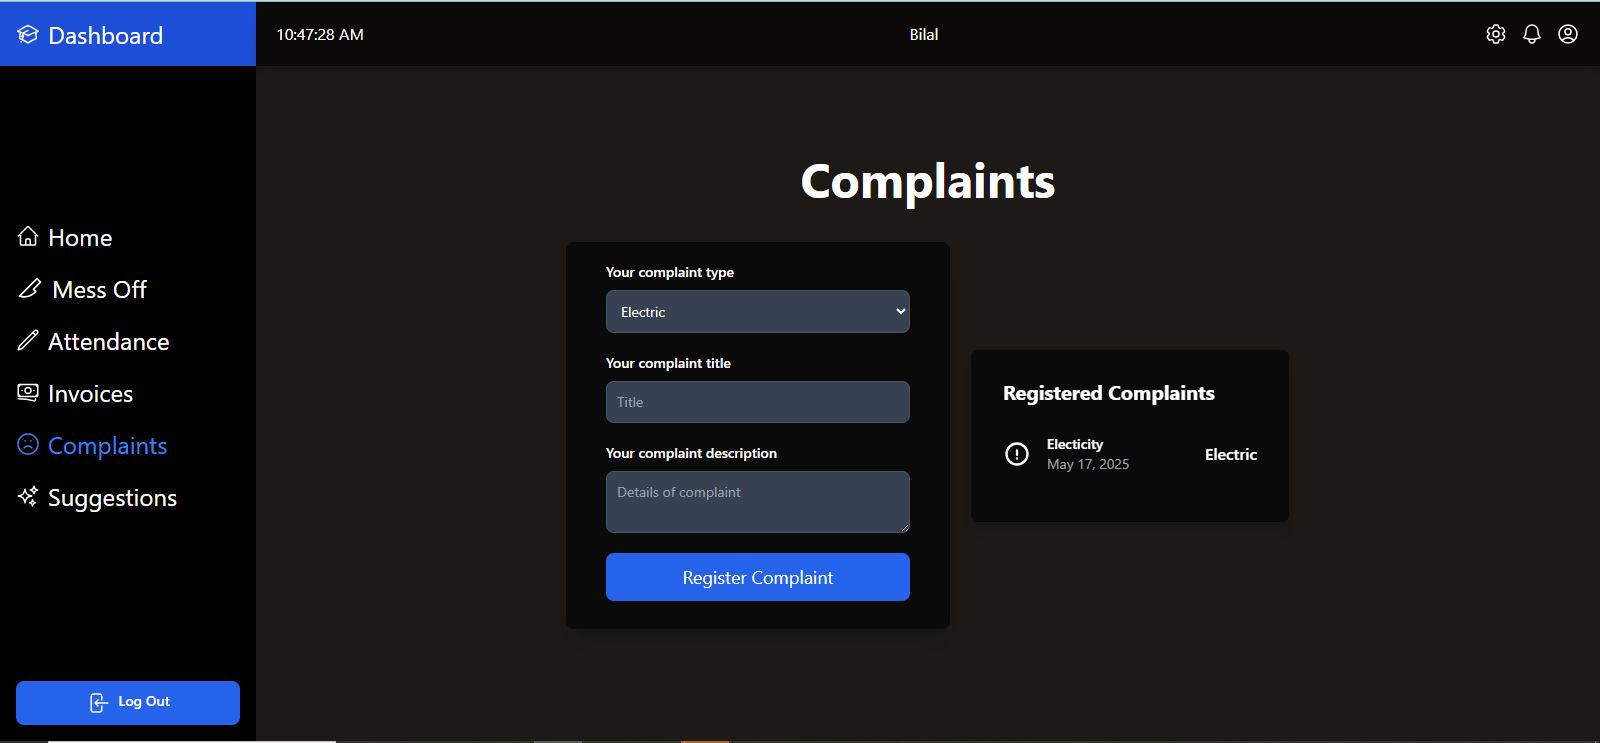 Dashboard
10:47:28 AM
Bilal
Home
Mess Off
Attendance
Invoices
Complaints
Suggestions
Log Out
Complaints
Your complaint type
Electric
Your complaint title
Title
Your complaint description
Details of complaint
Register Complaint
Registered Complaints
Electicity
May 17, 2025
Electric